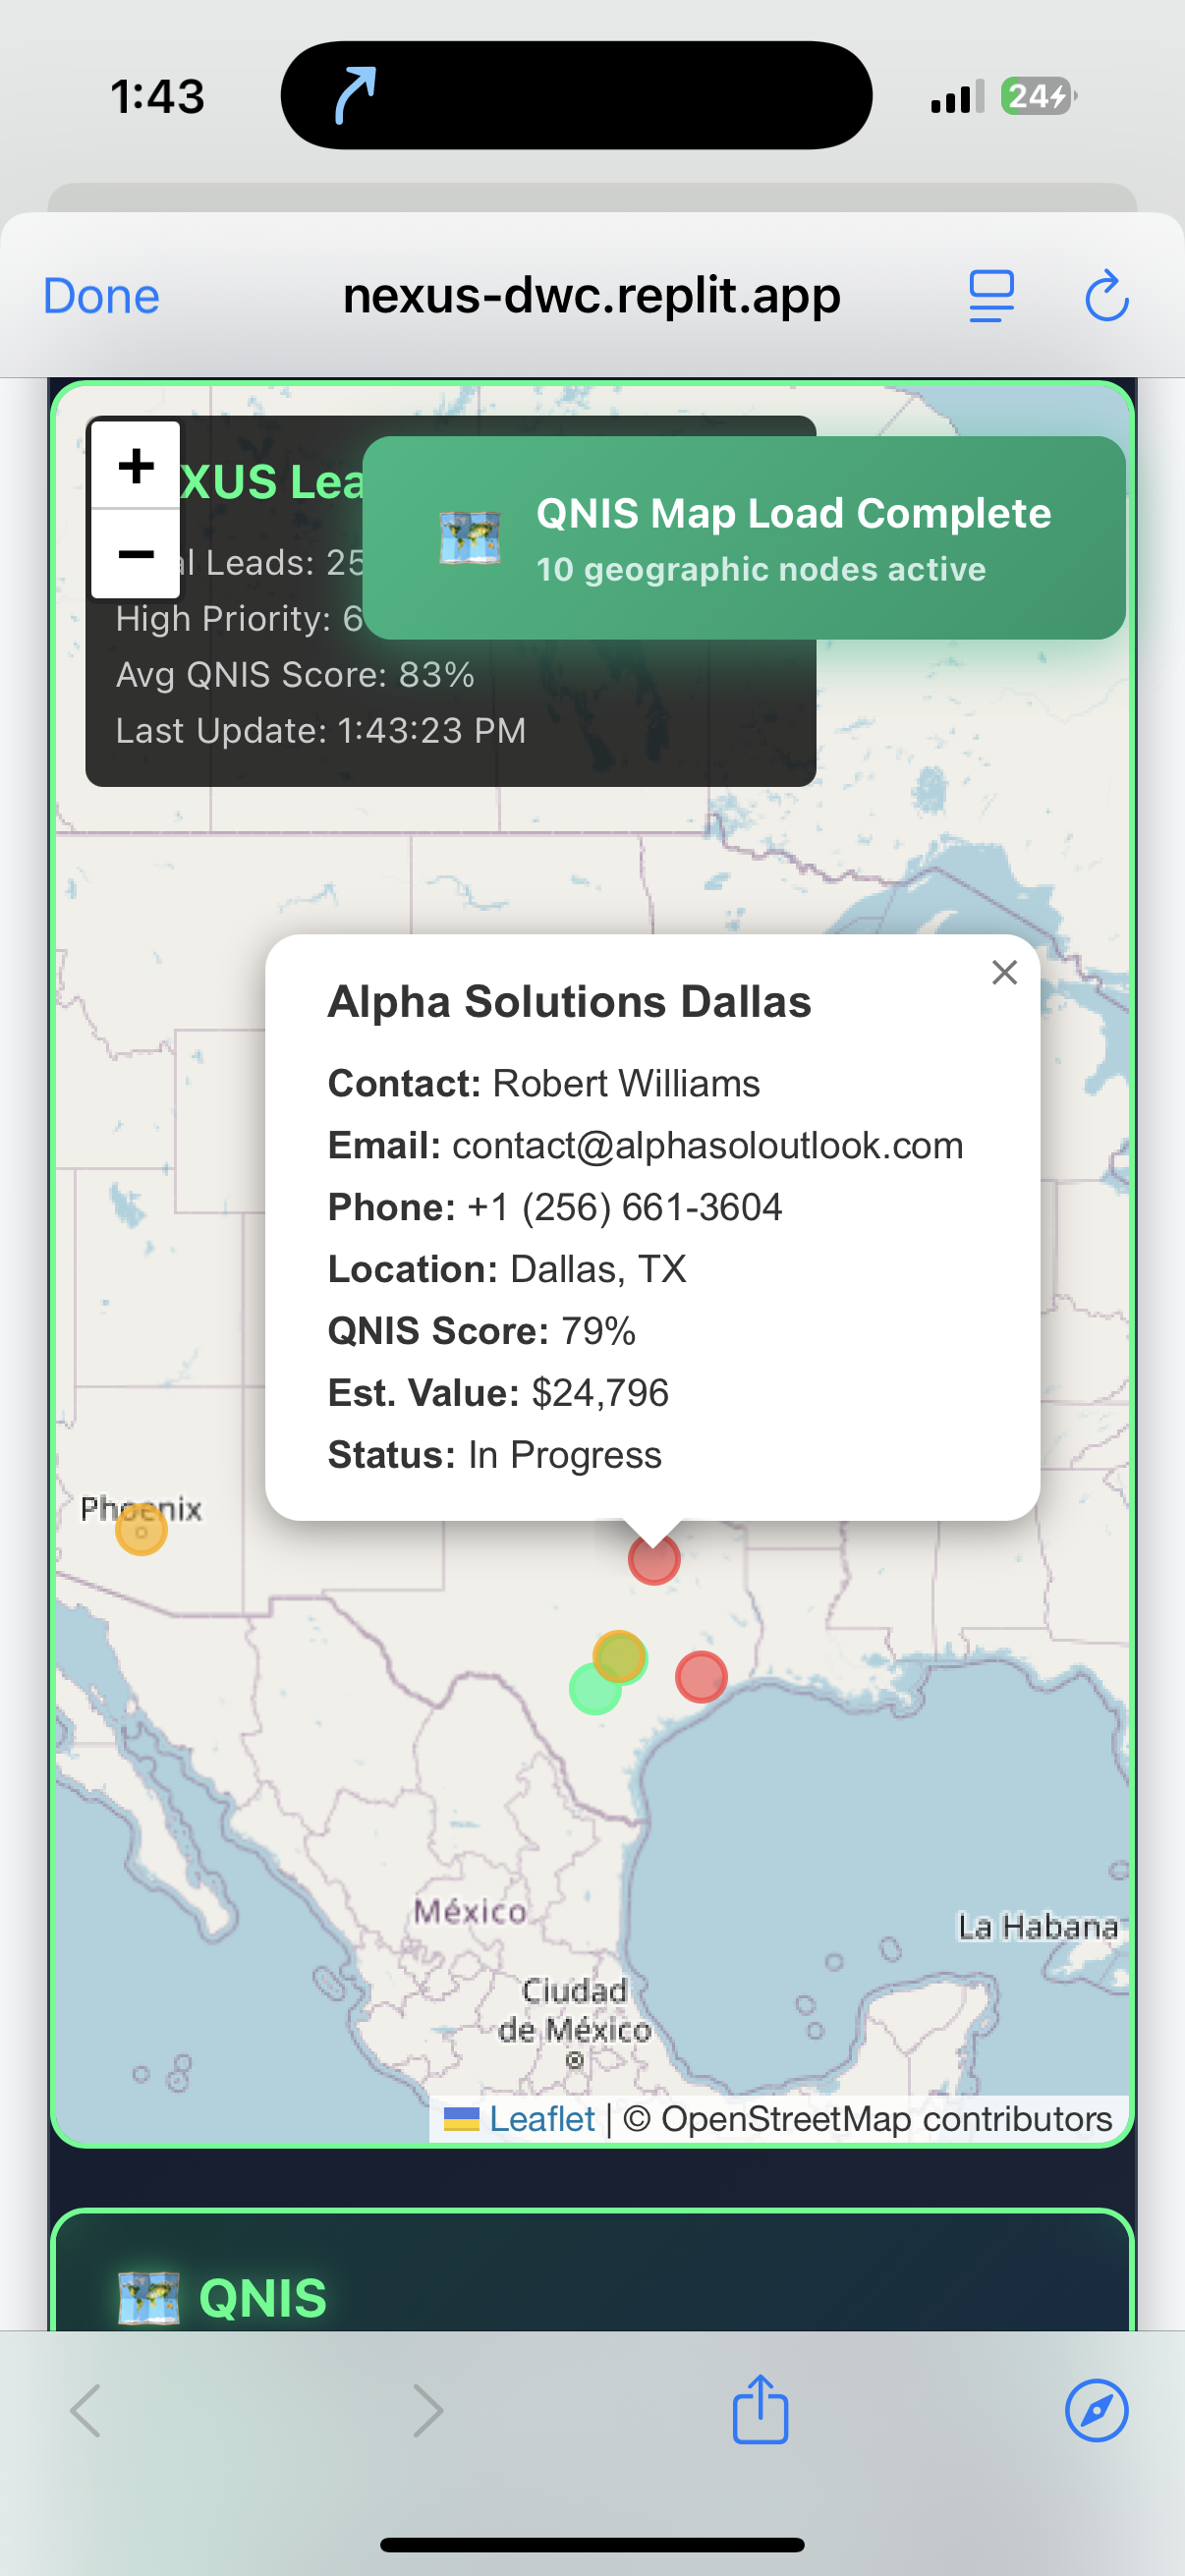 1:43
24
Done
nexus-dwc.replit.app
+
XUS Lea
al Leads: 25
−
High Priority: 6
Avg QNIS Score: 83%
Last Update: 1:43:23 PM
QNIS Map Load Complete
10 geographic nodes active
Alpha Solutions Dallas
Contact: Robert Williams
Email: contact@alphasoloutlook.com
Phone: +1 (256) 661-3604
Location: Dallas, TX
QNIS Score: 79%
Est. Value: $24,796
Status: In Progress
Phoenix
México
La Habana
Ciudad
de México
Leaflet | © OpenStreetMap contributors
QNIS